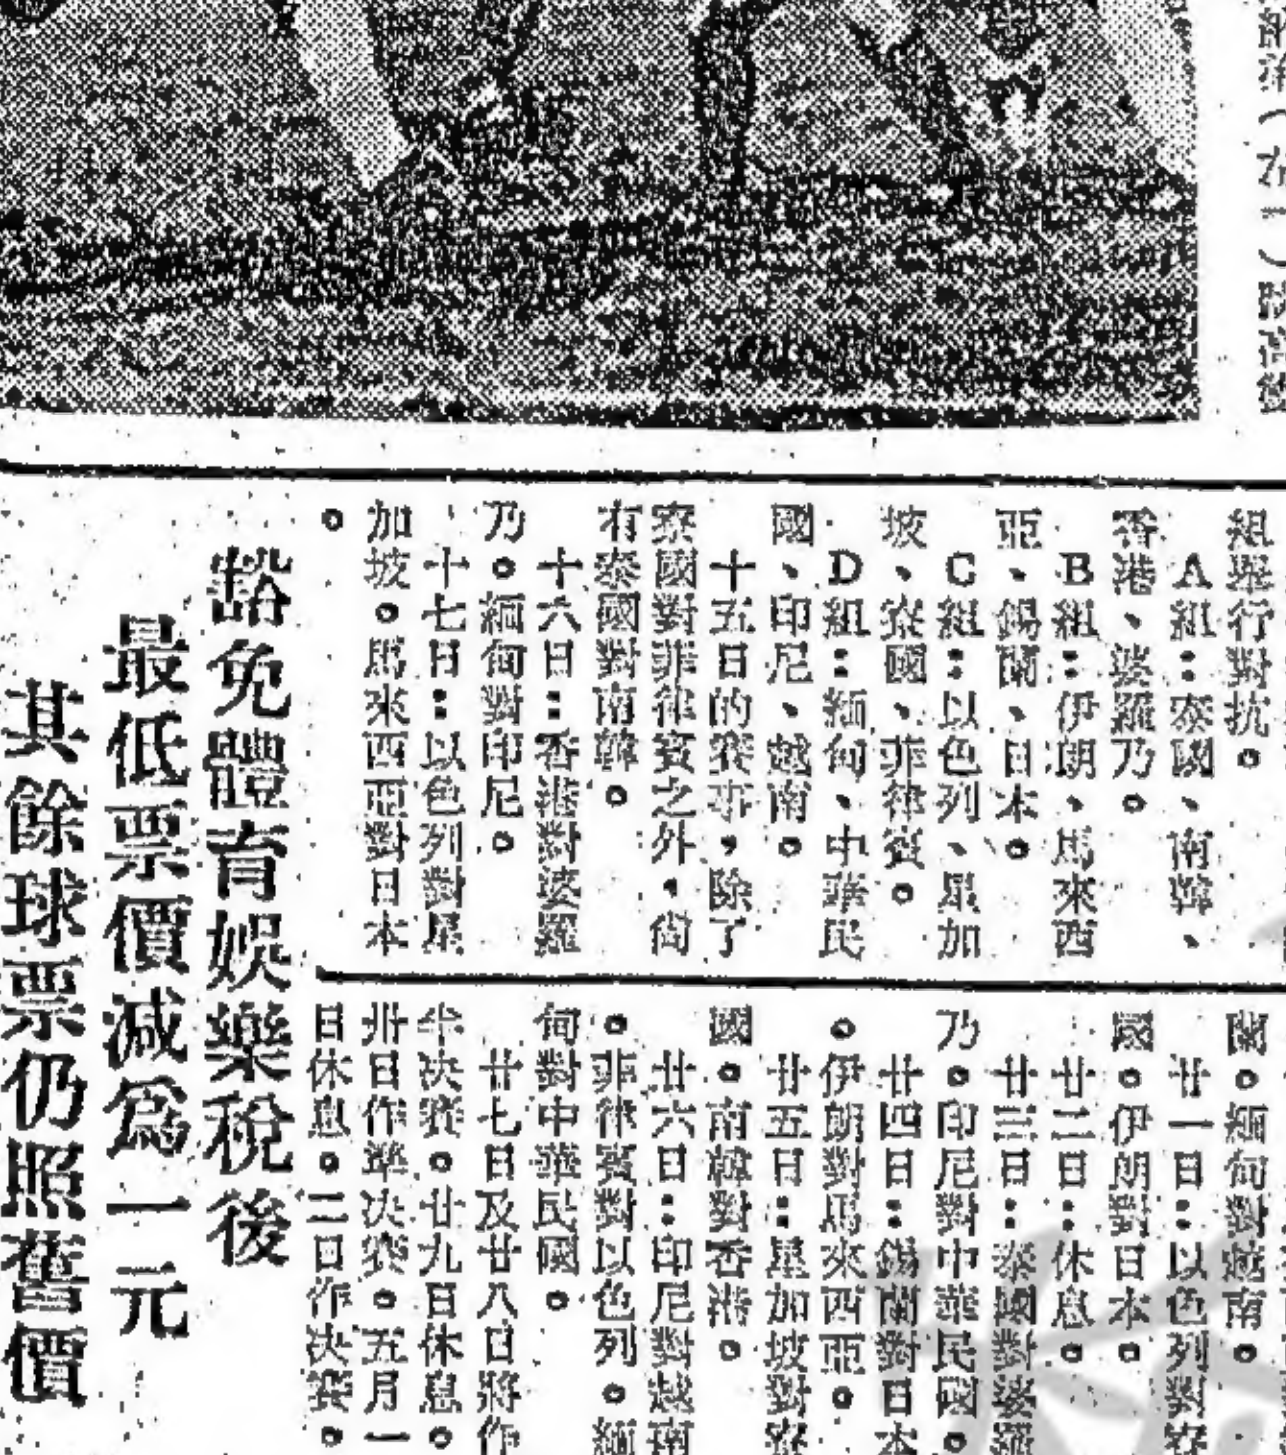 組舉行對抗。
A組：泰國、南韓、
香港、婆羅乃。
B組：伊朗、馬來西
亞、錫蘭、日本。
C組：以色列、星加
坡、寮國、菲律賓。
D組：緬甸、中華民
國、印尼、越南。
十五日的賽事，除了
寮國對菲律賓之外，尚
有泰國對南韓。
十六日：香港對婆羅
乃。緬甸對印尼。
十七日：以色列對星
加坡。馬來西亞對日本
。
蘭。緬甸對越南。
廿一日：以色列對寮
國。伊朗對日本。
廿二日：休息。
廿三日：泰國對婆羅
乃。印尼對中華民國。
廿四日：錫蘭對日本
。伊朗對馬來西亞。
廿五日：星加坡對寮
國。南韓對香港。
廿六日：印尼對越南
。菲律賓對以色列。緬
甸對中華民國。
廿七日及廿八日將作
半決賽。廿九日休息。
卅日作準決賽。五月一
日休息。二日作決賽。
豁免體育娛樂稅後
最低票價減為一元
其餘球票仍照舊價